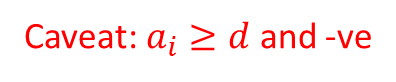 Caveat: 𝑎ᵢ ≥ 𝑑 and -ve